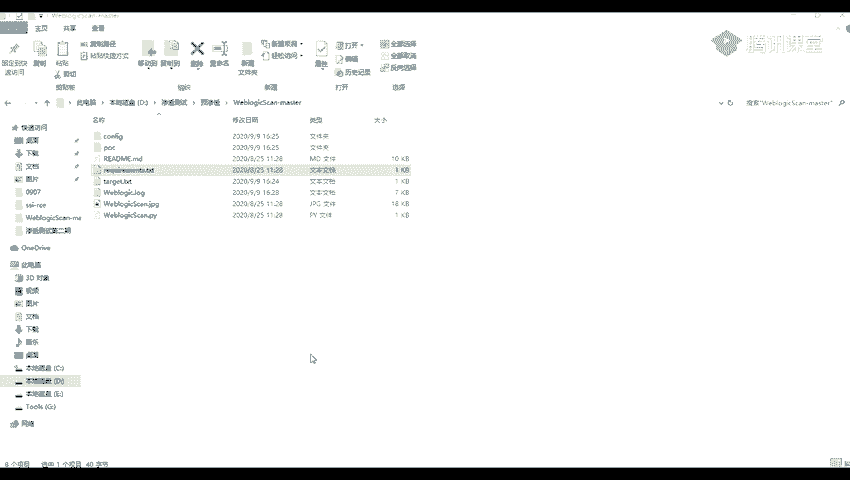 WeblogicScan-master
主页 共享 查看
腾讯课堂
固定到快速访问
复制
粘贴
复制路径
粘贴快捷方式
剪切
移动到
复制到
删除
重命名
新建文件夹
新建项目
轻松访问
属性
打开
编辑
历史记录
全部选择
全部取消
反向选择
剪贴板
组织
打开
选择
此电脑 本地磁盘 (D:) 渗透测试 WeblogicScan-master
搜索"WeblogicScan-master"
名称 修改日期 类型 大小
config 2020/9/9 16:25 文件夹
poc 2020/9/9 16:25 文件夹
README.md 2020/8/25 11:28 MD 文件 10 KB
requirements.txt 2020/8/25 11:28 文本文档 1 KB
target.txt 2020/9/9 16:24 文本文档 1 KB
Weblogic.log 2020/9/9 16:28 文本文档 7 KB
WeblogicScan.jpg 2020/8/25 11:28 JPG 文件 18 KB
WeblogicScan.py 2020/8/25 11:28 PY 文件 1 KB
快速访问
桌面
下载
文档
图片
0907
ssi-rce
WeblogicScan-ma
渗透测试第二期
OneDrive
此电脑
3D 对象
视频
图片
文档
下载
音乐
桌面
本地磁盘 (C:)
本地磁盘 (D:)
本地磁盘 (E:)
Tools (G:)
网络
8 个项目 选中 1 个项目 40 字节